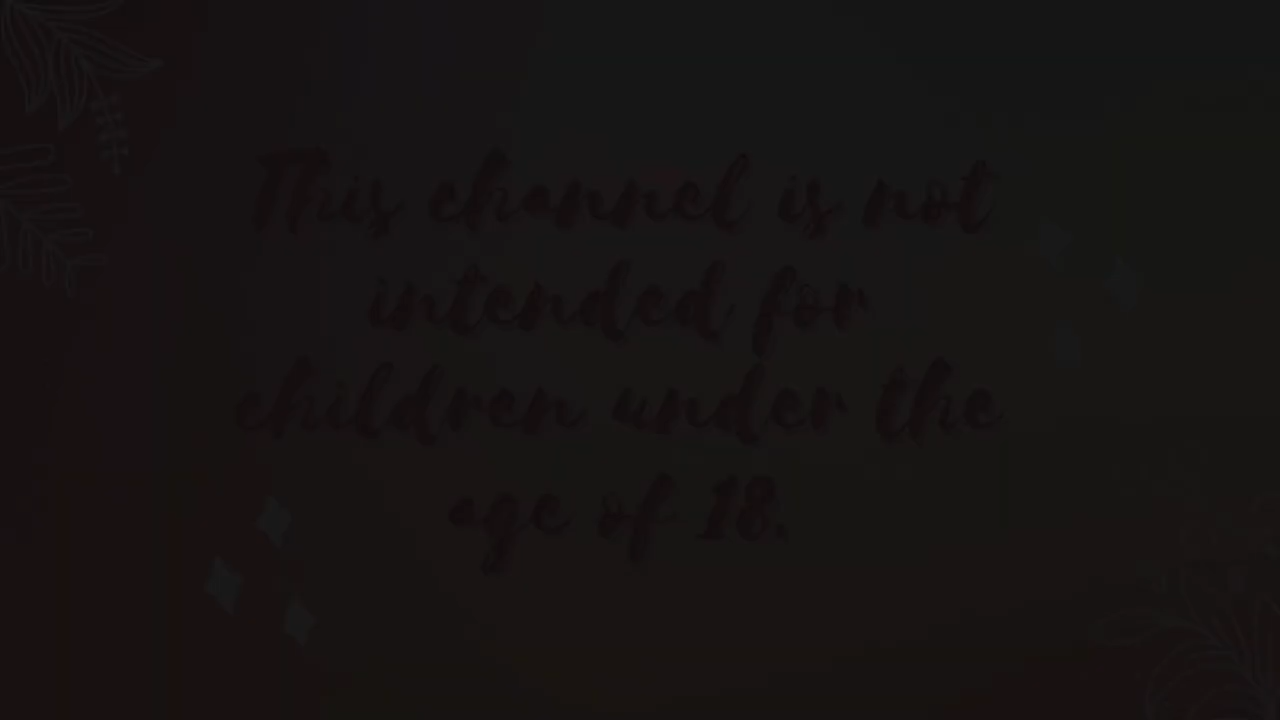 This channel is not
intended for
children under the
age of 18.